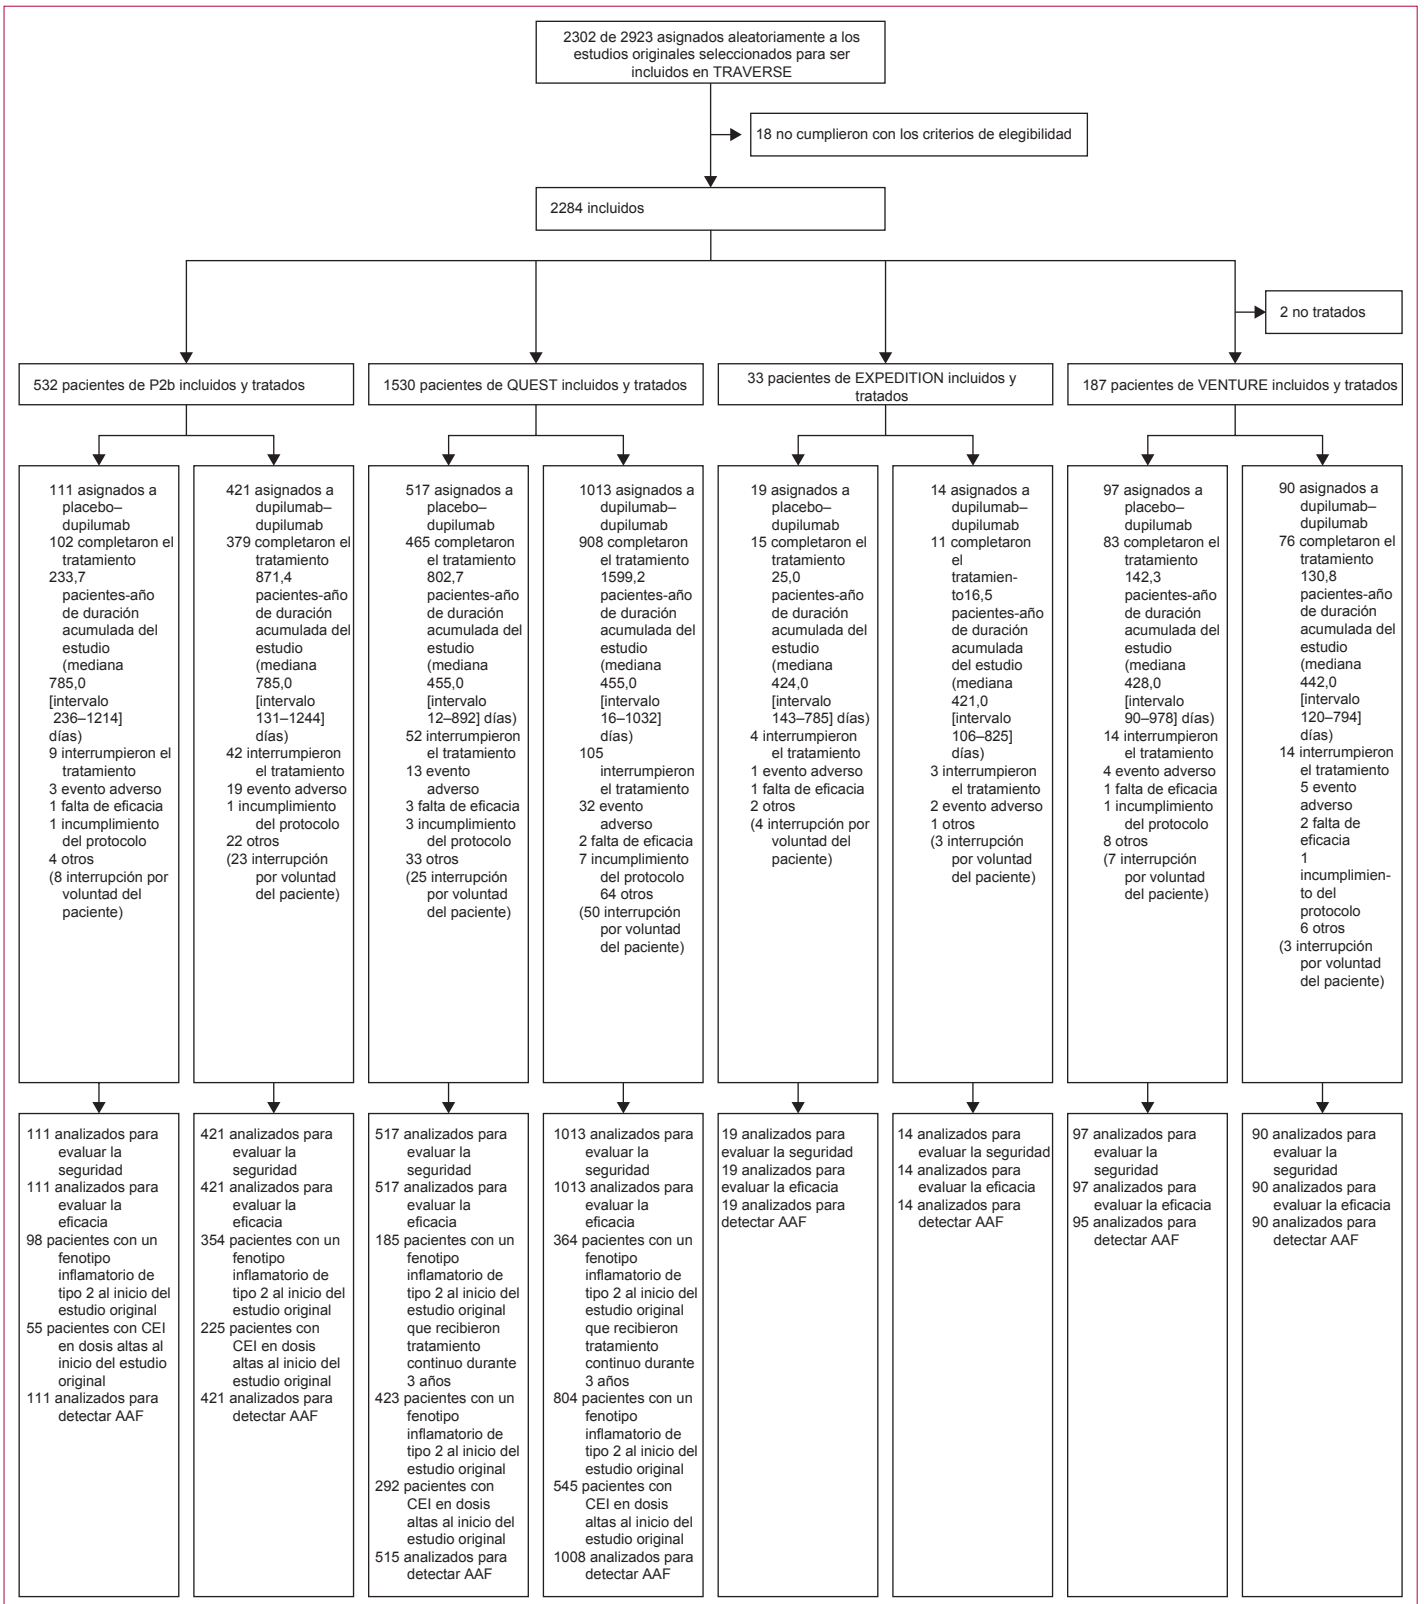 2302 de 2923 asignados aleatoriamente a los
estudios originales seleccionados para ser
incluidos en TRAVERSE
18 no cumplieron con los criterios de elegibilidad
2284 incluidos
2 no tratados
532 pacientes de P2b incluidos y tratados
1530 pacientes de QUEST incluidos y tratados
33 pacientes de EXPEDITION incluidos y
tratados
187 pacientes de VENTURE incluidos y tratados
111 asignados a
placebo–
dupilumab
102 completaron el
tratamiento
233,7
pacientes-año
de duración
acumulada del
estudio
(mediana
785,0
[intervalo
236–1214]
días)
9 interrumpieron el
tratamiento
3 evento adverso
1 falta de eficacia
1 incumplimiento
del protocolo
4 otros
(8 interrupción por
voluntad del
paciente)
421 asignados a
dupilumab–
dupilumab
379 completaron el
tratamiento
871,4
pacientes-año
de duración
acumulada del
estudio
(mediana
785,0
[intervalo
131–1244]
días)
42 interrumpieron
el tratamiento
19 evento adverso
1 incumplimiento
del protocolo
22 otros
(23 interrupción
por voluntad
del paciente)
517 asignados a
placebo–
dupilumab
465 completaron
el tratamiento
802,7
pacientes-año
de duración
acumulada del
estudio
(mediana
455,0
[intervalo
12–892] días)
52 interrumpieron
el tratamiento
13 evento
adverso
3 falta de eficacia
3 incumplimiento
del protocolo
33 otros
(25 interrupción
por voluntad
del paciente)
1013 asignados a
dupilumab–
dupilumab
908 completaron
el tratamiento
1599,2
pacientes-año
de duración
acumulada del
estudio
(mediana
455,0
[intervalo
16–1032]
días)
105
interrumpieron
el tratamiento
32 evento
adverso
2 falta de eficacia
7 incumplimiento
del protocolo
64 otros
(50 interrupción
por voluntad
del paciente)
19 asignados a
placebo–
dupilumab
15 completaron el
tratamiento
25,0
pacientes-año
de duración
acumulada del
estudio
(mediana
424,0
[intervalo
143–785] días)
4 interrumpieron
el tratamiento
1 evento adverso
1 falta de eficacia
2 otros
(4 interrupción por
voluntad del
paciente)
14 asignados a
dupilumab–
dupilumab
11 completaron
el
tratamien-
to16,5
pacientes-año
de duración
acumulada
del estudio
(mediana
421,0
[intervalo
106–825]
días)
3 interrumpieron
el tratamiento
2 evento adverso
1 otros
(3 interrupción
por voluntad
del paciente)
97 asignados a
placebo–
dupilumab
83 completaron el
tratamiento
142,3
pacientes-año
de duración
acumulada del
estudio
(mediana
428,0
[intervalo
90–978] días)
14 interrumpieron
el tratamiento
4 evento adverso
1 falta de eficacia
1 incumplimiento
del protocolo
8 otros
(7 interrupción
por voluntad
del paciente)
90 asignados a
dupilumab–
dupilumab
76 completaron el
tratamiento
130,8
pacientes-año
de duración
acumulada del
estudio
(mediana
442,0
[intervalo
120–794]
días)
14 interrumpieron
el tratamiento
5 evento
adverso
2 falta de
eficacia
1
incumplimien-
to del
protocolo
6 otros
(3 interrupción
por voluntad
del paciente)
111 analizados para
evaluar la
seguridad
111 analizados para
evaluar la
eficacia
98 pacientes con un
fenotipo
inflamatorio de
tipo 2 al inicio del
estudio original
55 pacientes con CEI
en dosis altas al
inicio del estudio
original
111 analizados para
detectar AAF
421 analizados para
evaluar la
seguridad
421 analizados para
evaluar la
eficacia
354 pacientes con un
fenotipo
inflamatorio de
tipo 2 al inicio del
estudio original
225 pacientes con
CEI en dosis
altas al inicio del
estudio original
421 analizados para
detectar AAF
517 analizados para
evaluar la
seguridad
517 analizados para
evaluar la
eficacia
185 pacientes con un
fenotipo
inflamatorio de
tipo 2 al inicio del
estudio original
que recibieron
tratamiento
continuo durante
3 años
423 pacientes con un
fenotipo
inflamatorio de
tipo 2 al inicio del
estudio original
292 pacientes con
CEI en dosis
altas al inicio del
estudio original
515 analizados para
detectar AAF
1013 analizados para
evaluar la
seguridad
1013 analizados para
evaluar la
eficacia
364 pacientes con un
fenotipo
inflamatorio de
tipo 2 al inicio del
estudio original
que recibieron
tratamiento
continuo durante
3 años
804 pacientes con un
fenotipo
inflamatorio de
tipo 2 al inicio del
estudio original
545 pacientes con
CEI en dosis
altas al inicio del
estudio original
1008 analizados para
detectar AAF
19 analizados para
evaluar la seguridad
19 analizados para
evaluar la eficacia
19 analizados para
detectar AAF
14 analizados para
evaluar la seguridad
14 analizados para
evaluar la eficacia
14 analizados para
detectar AAF
97 analizados para
evaluar la
seguridad
97 analizados para
evaluar la eficacia
95 analizados para
detectar AAF
90 analizados para
evaluar la
seguridad
90 analizados para
evaluar la eficacia
90 analizados para
detectar AAF